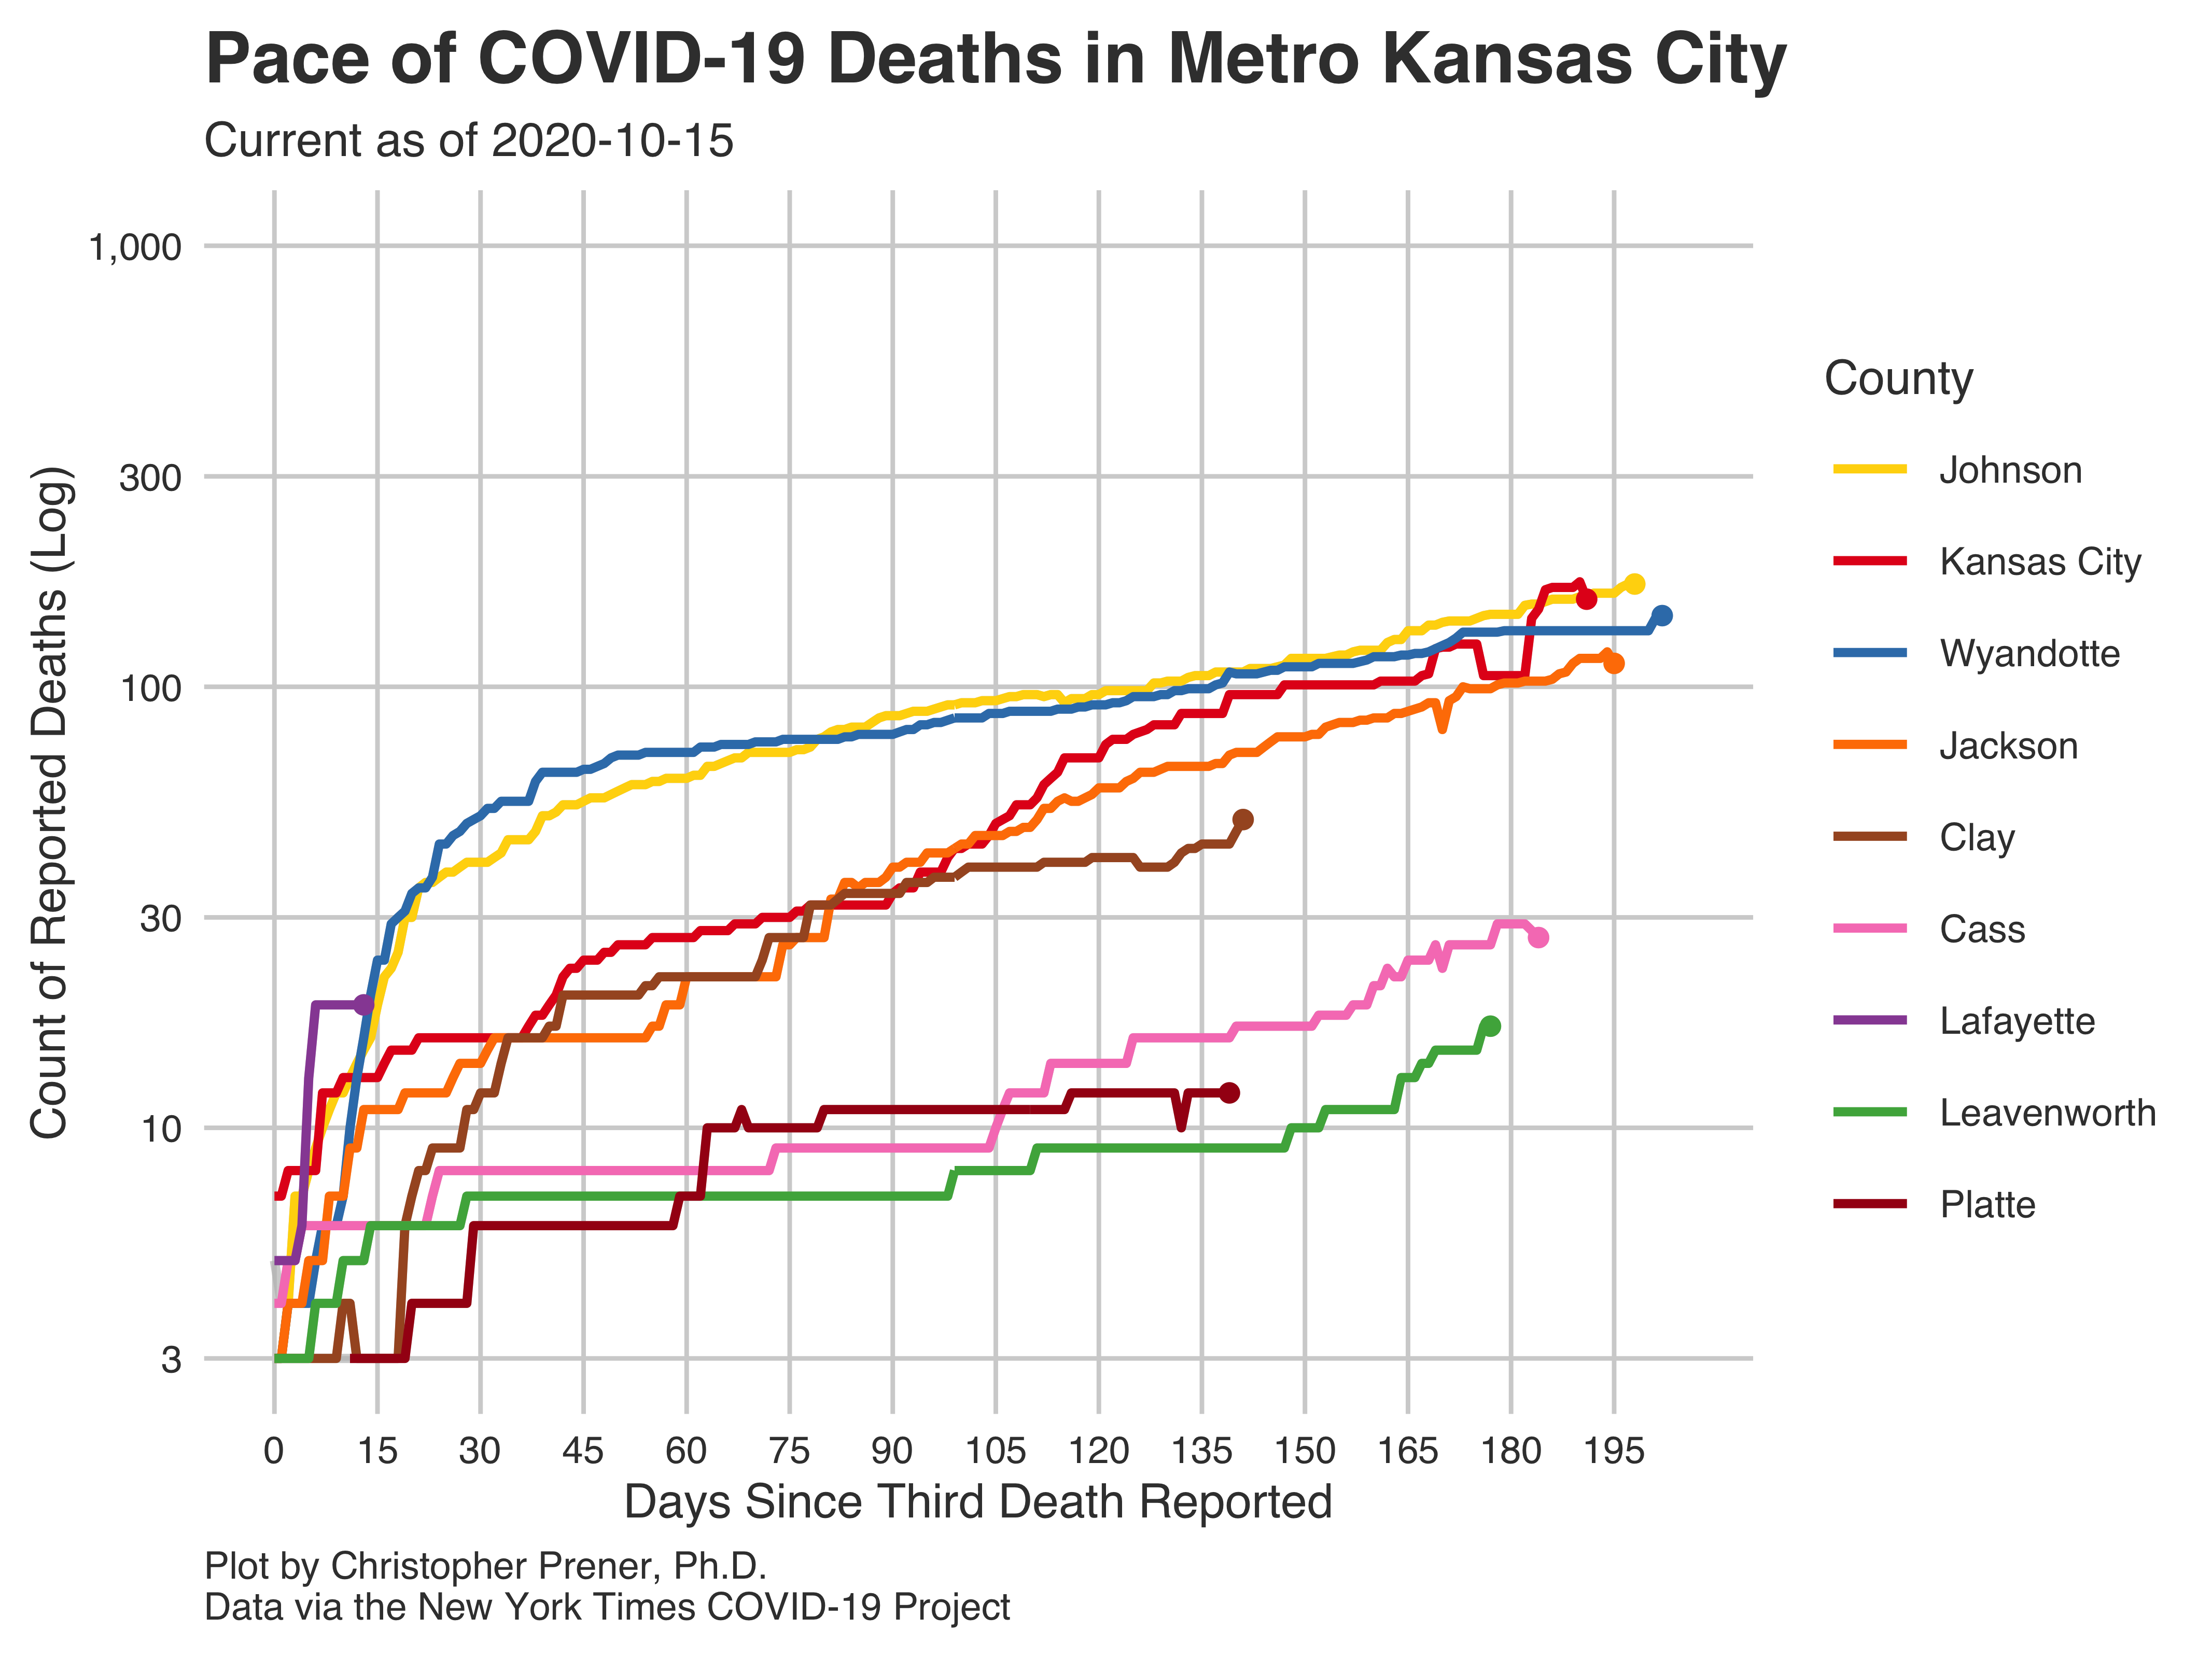 Pace of COVID-19 Deaths in Metro Kansas City
Current as of 2020-10-15
Count of Reported Deaths (Log)
1,000
300
100
30
10
3
0 15 30 45 60 75 90 105 120 135 150 165 180 195
Days Since Third Death Reported
County
Johnson
Kansas City
Wyandotte
Jackson
Clay
Cass
Lafayette
Leavenworth
Platte
Plot by Christopher Prener, Ph.D.
Data via the New York Times COVID-19 Project